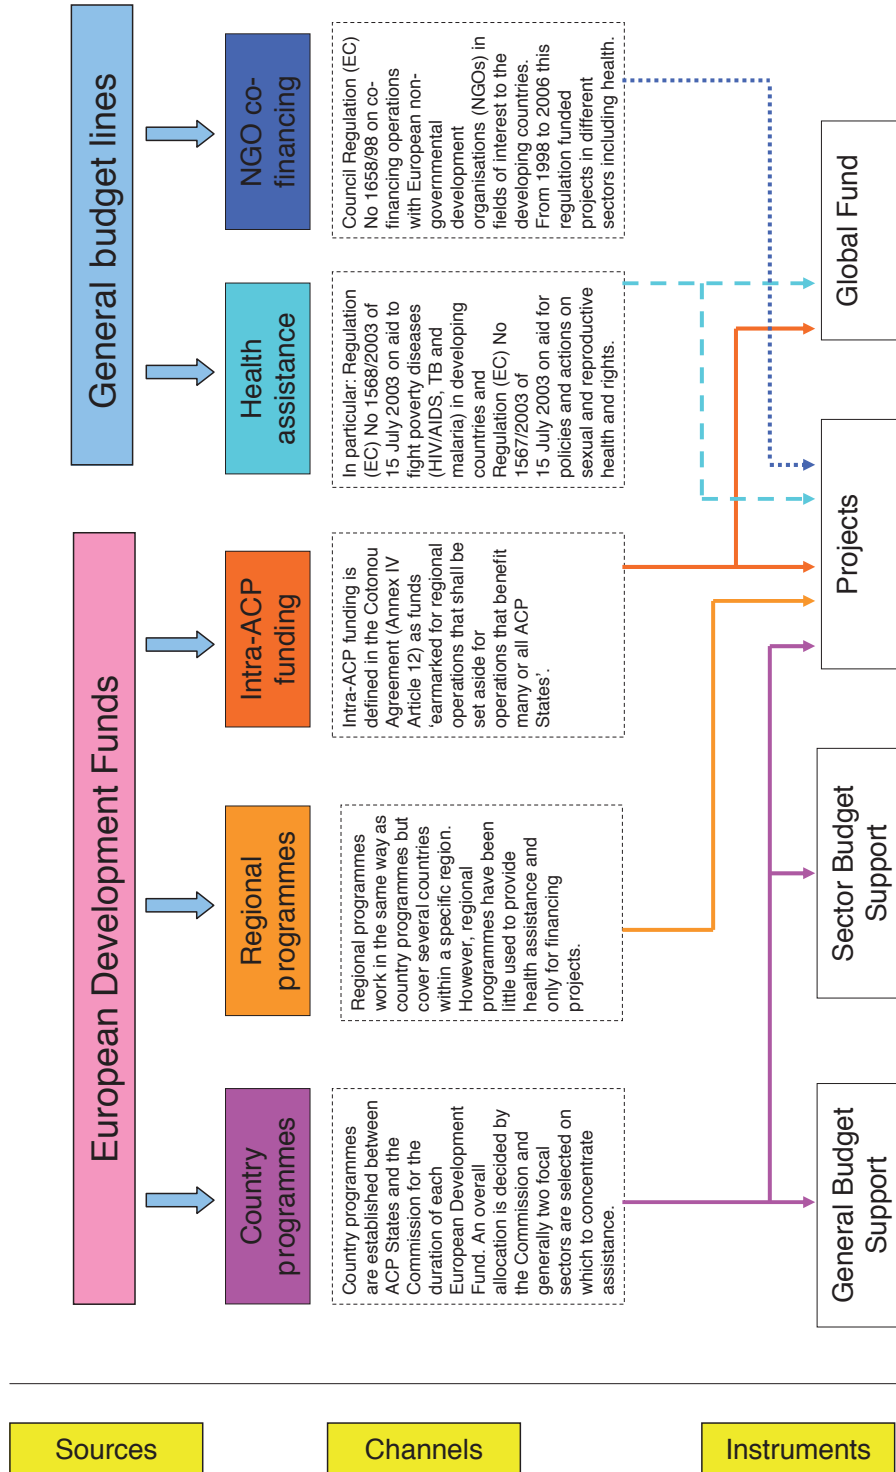 Sources
European Development Funds
General budget lines
Channels
Country
programmes
Regional
programmes
Intra-ACP
funding
Health
assistance
NGO co-
financing
Country programmes
are established between
ACP States and the
Commission for the
duration of each
European Development
Fund. An overall
allocation is decided by
the Commission and
generally two focal
sectors are selected on
which to concentrate
assistance.
Regional programmes
work in the same way as
country programmes but
cover several countries
within a specific region.
However, regional
programmes have been
little used to provide
health assistance and
only for financing
projects.
Intra-ACP funding is
defined in the Cotonou
Agreement (Annex IV
Article 12) as funds
‘earmarked for regional
operations that shall be
set aside for
operations that benefit
many or all ACP
States’.
In particular: Regulation
(EC) No 1568/2003 of
15 July 2003 on aid to
fight poverty diseases
(HIV/AIDS, TB and
malaria) in developing
countries and
Regulation (EC) No
1567/2003 of
15 July 2003 on aid for
policies and actions on
sexual and reproductive
health and rights.
Council Regulation (EC)
No 1658/98 on co-
financing operations
with European non-
governmental
development
organisations (NGOs) in
fields of interest to the
developing countries.
From 1998 to 2006 this
regulation funded
projects in different
sectors including health.
Instruments
General Budget
Support
Sector Budget
Support
Projects
Global Fund